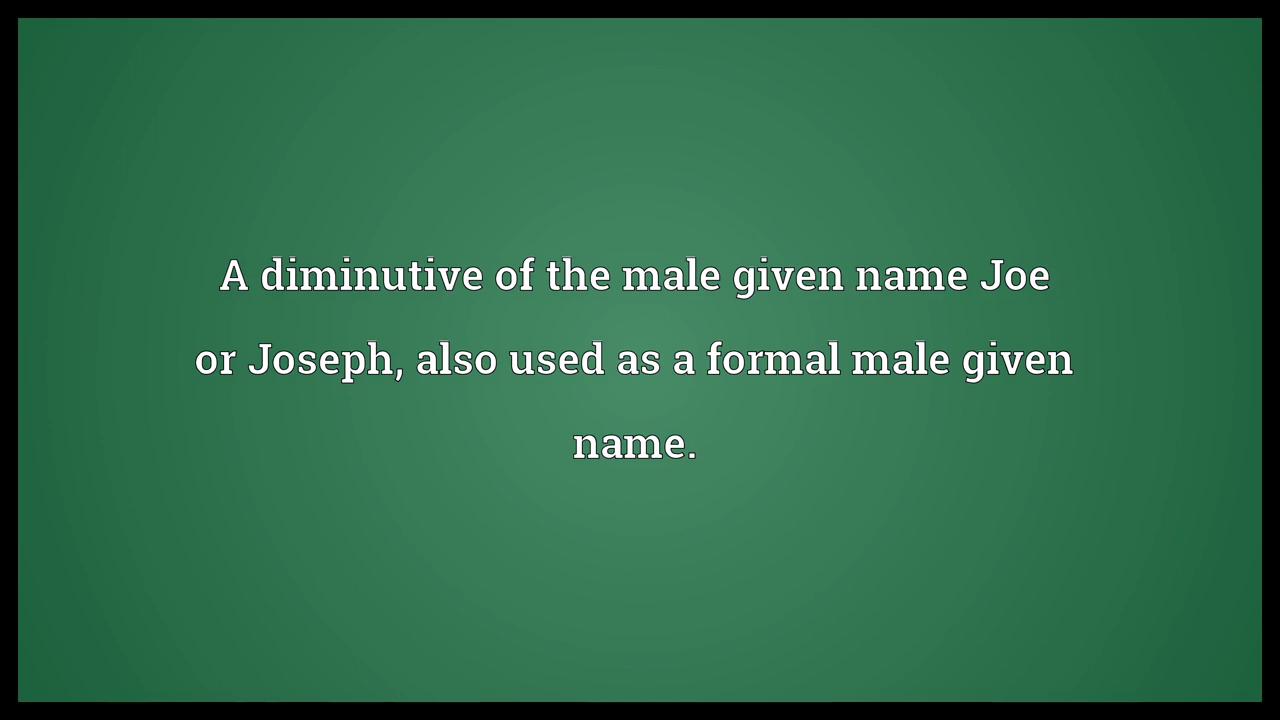 A diminutive of the male given name Joe
or Joseph, also used as a formal male given
name.